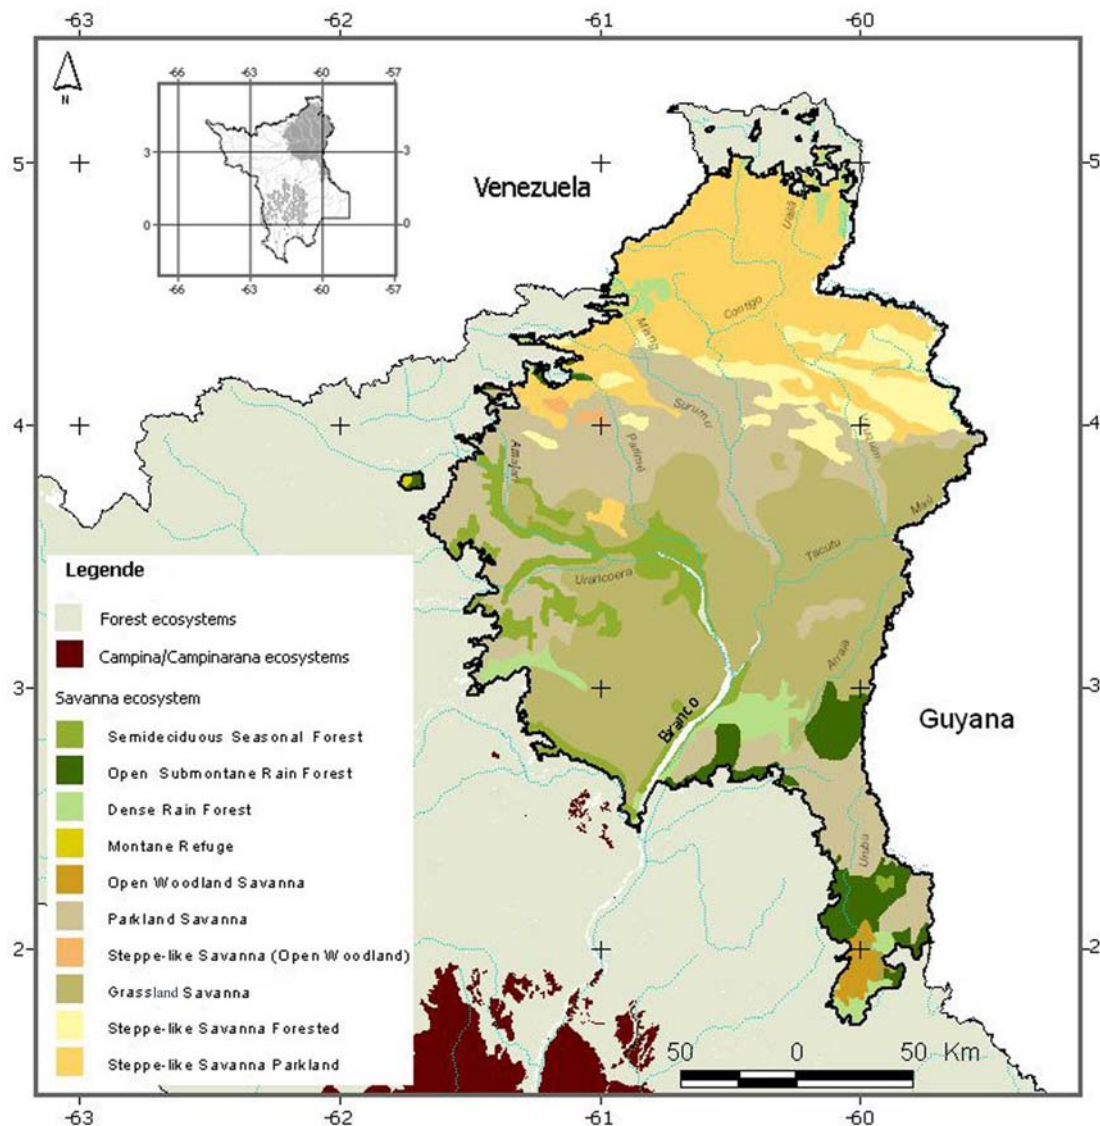 -63 -62 -61 -60
N
-66 -63 -60 -57
3 3
0 0
-66 -63 -60 -57
5 5
Venezuela
Uailã
Cotigo
Miang
Surumu
4 4
Parimé
Amajari
Maú
Tacutu
Uraricoera
Arraia
3 3
Branco
Guyana
Urubu
2 2
Legende
Forest ecosystems
Campina/Campinarana ecosystems
Savanna ecosystem
Semideciduous Seasonal Forest
Open Submontane Rain Forest
Dense Rain Forest
Montane Refuge
Open Woodland Savanna
Parkland Savanna
Steppe-like Savanna (Open Woodland)
Grassland Savanna
Steppe-like Savanna Forested
Steppe-like Savanna Parkland
50 0 50 Km
-63 -62 -61 -60